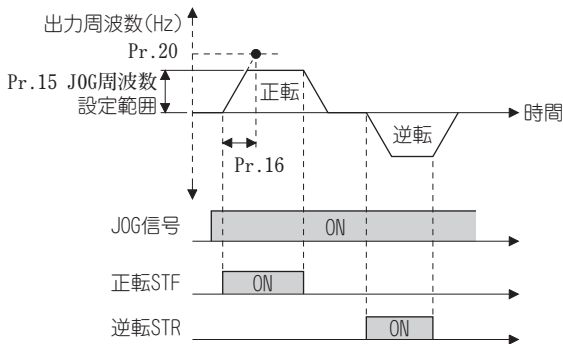 出力周波数(Hz)
Pr.20
Pr.15 JOG周波数
設定範囲
正転
時間
逆転
Pr.16
JOG信号
ON
正転STF
ON
逆転STR
ON